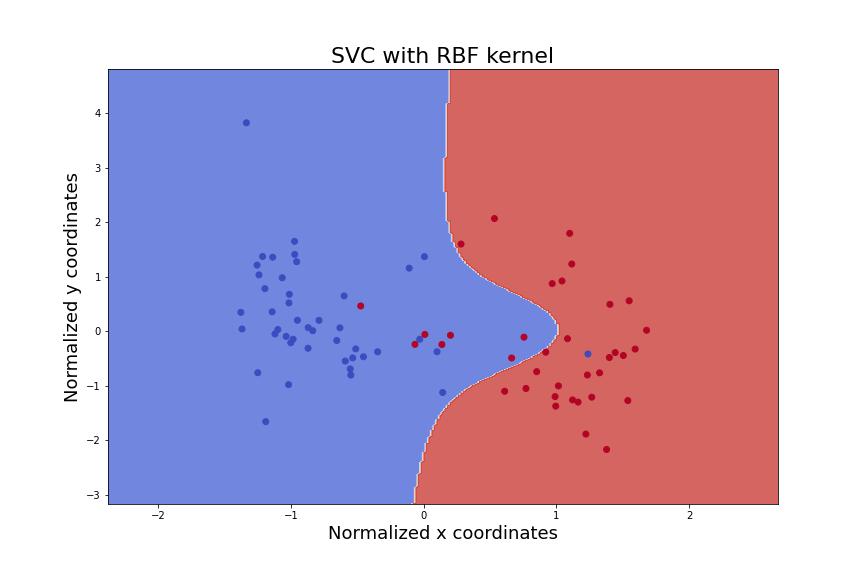 SVC with RBF kernel
Normalized y coordinates
4
3
2
1
0
−1
−2
−3
−2 −1 0 1 2
Normalized x coordinates